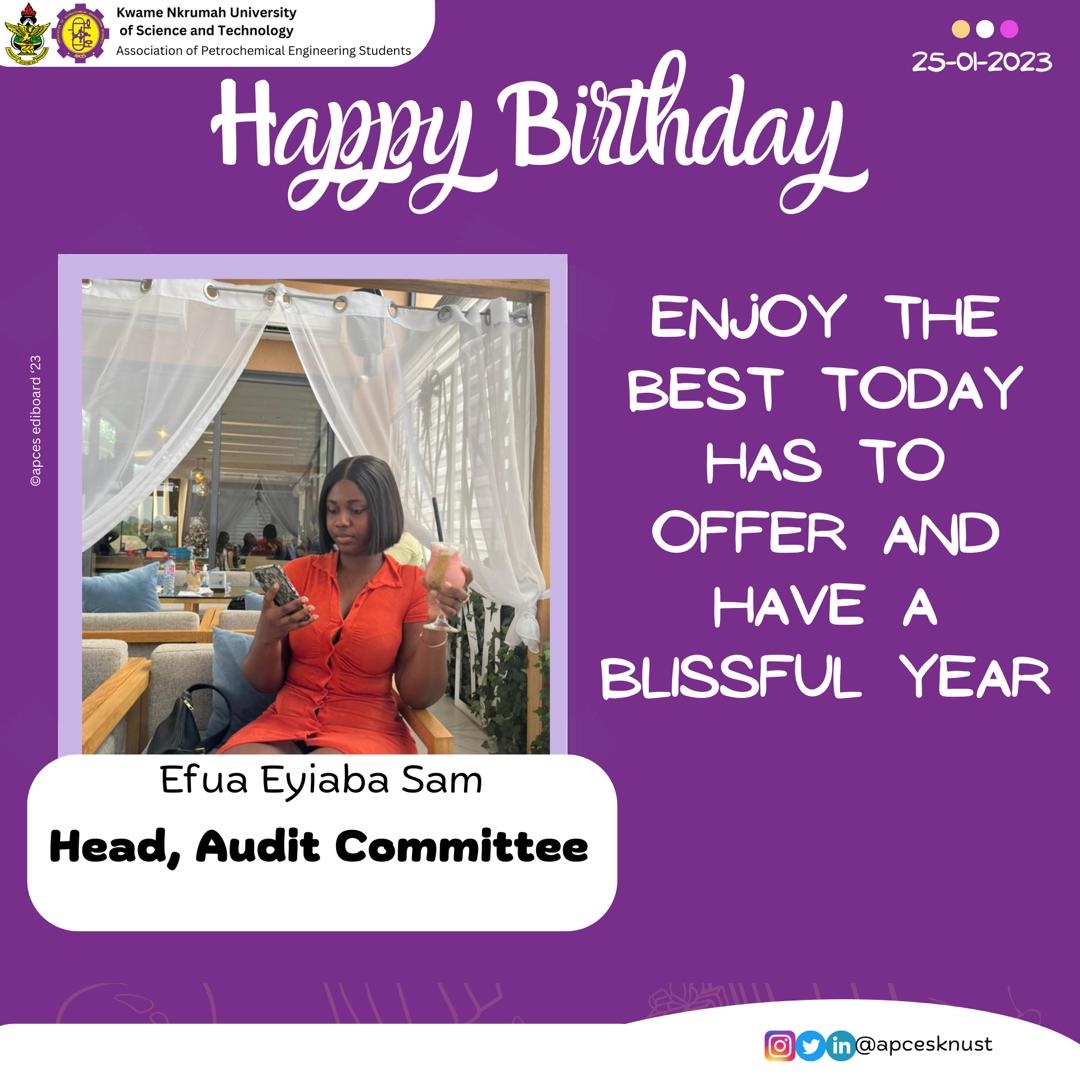 Kwame Nkrumah University
of Science and Technology
Association of Petrochemical Engineering Students
25-01-2023
Happy Birthday
©apces ediboard '23
ENJOY THE
BEST TODAY
HAS TO
OFFER AND
HAVE A
BLISSFUL YEAR
Efua Eyiaba Sam
Head, Audit Committee
@apcesknust